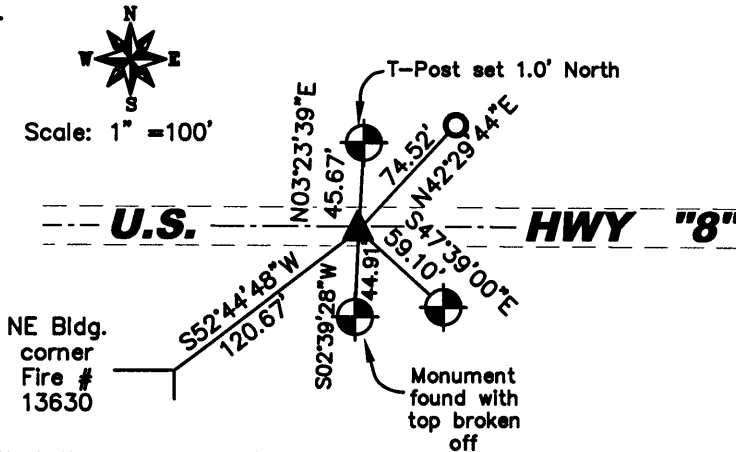 N
W E
S
Scale: 1" =100'
T-Post set 1.0' North
N03°23'39"E
45.67'
74.52'
N42°29'44"E
U.S. HWY "8"
S47°39'00"E
59.10'
S52°44'48"W
120.67'
S02°39'28"W
44.91'
NE Bldg.
corner
Fire #
13630
Monument
found with
top broken
off